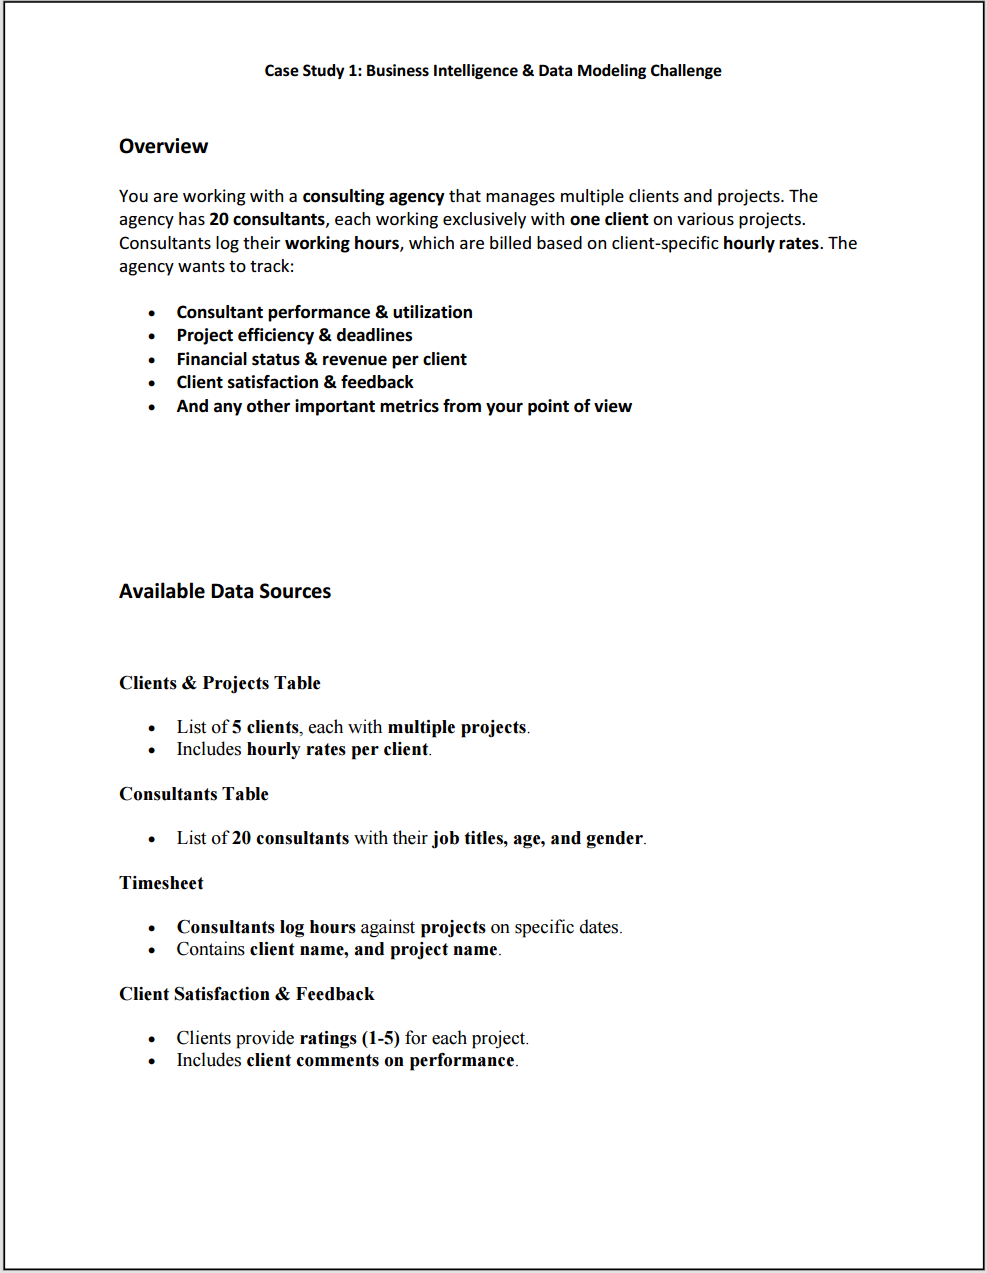 Case Study 1: Business Intelligence & Data Modeling Challenge
Overview
You are working with a consulting agency that manages multiple clients and projects. The
agency has 20 consultants, each working exclusively with one client on various projects.
Consultants log their working hours, which are billed based on client-specific hourly rates. The
agency wants to track:
• Consultant performance & utilization
• Project efficiency & deadlines
• Financial status & revenue per client
• Client satisfaction & feedback
• And any other important metrics from your point of view
Available Data Sources
Clients & Projects Table
• List of 5 clients, each with multiple projects.
• Includes hourly rates per client.
Consultants Table
• List of 20 consultants with their job titles, age, and gender.
Timesheet
• Consultants log hours against projects on specific dates.
• Contains client name, and project name.
Client Satisfaction & Feedback
• Clients provide ratings (1-5) for each project.
• Includes client comments on performance.